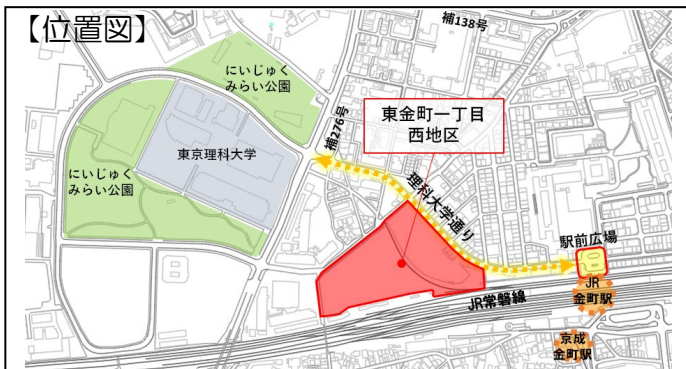 【位置図】
補138号
にいじゅく
みらい公園
東金町一丁目
西地区
補276号
東京理科大学
にいじゅく
みらい公園
理科大学通り
駅前広場
JR
金町駅
JR常磐線
京成
金町駅